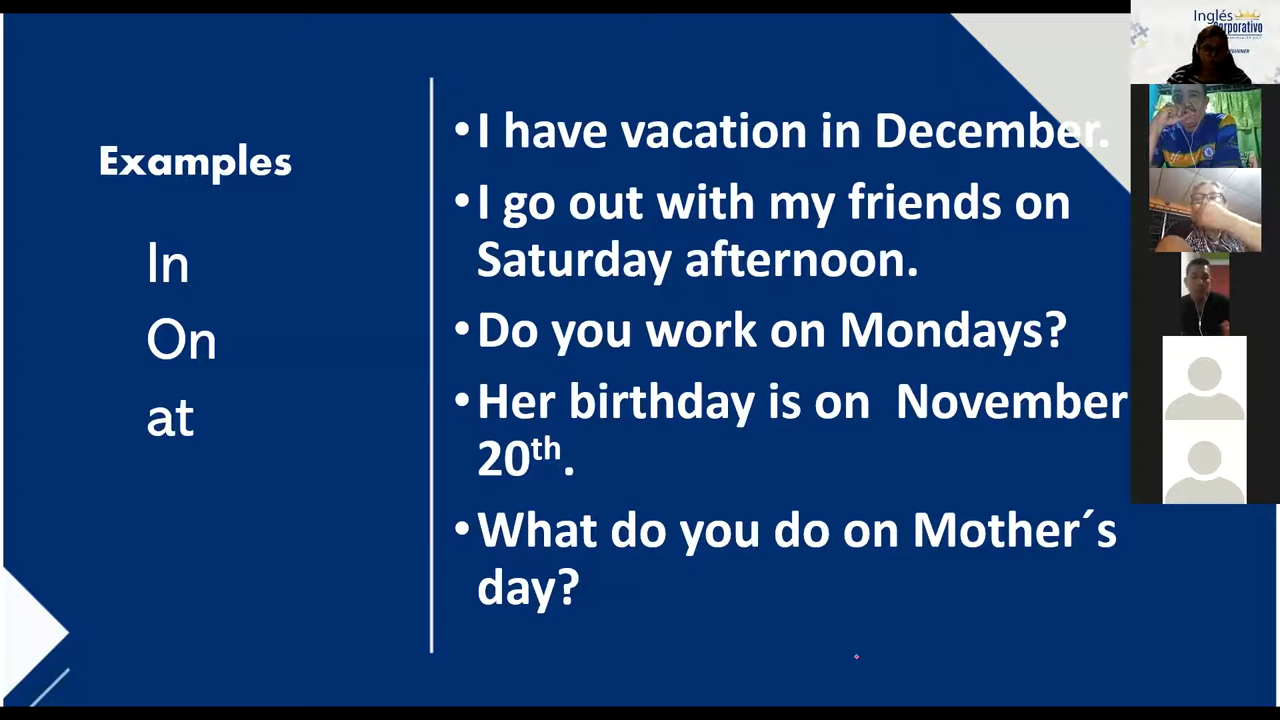 Examples
In
On
at
•I have vacation in December.
•I go out with my friends on
Saturday afternoon.
•Do you work on Mondays?
•Her birthday is on  November
20th.
•What do you do on Mother´s
day?
Inglés